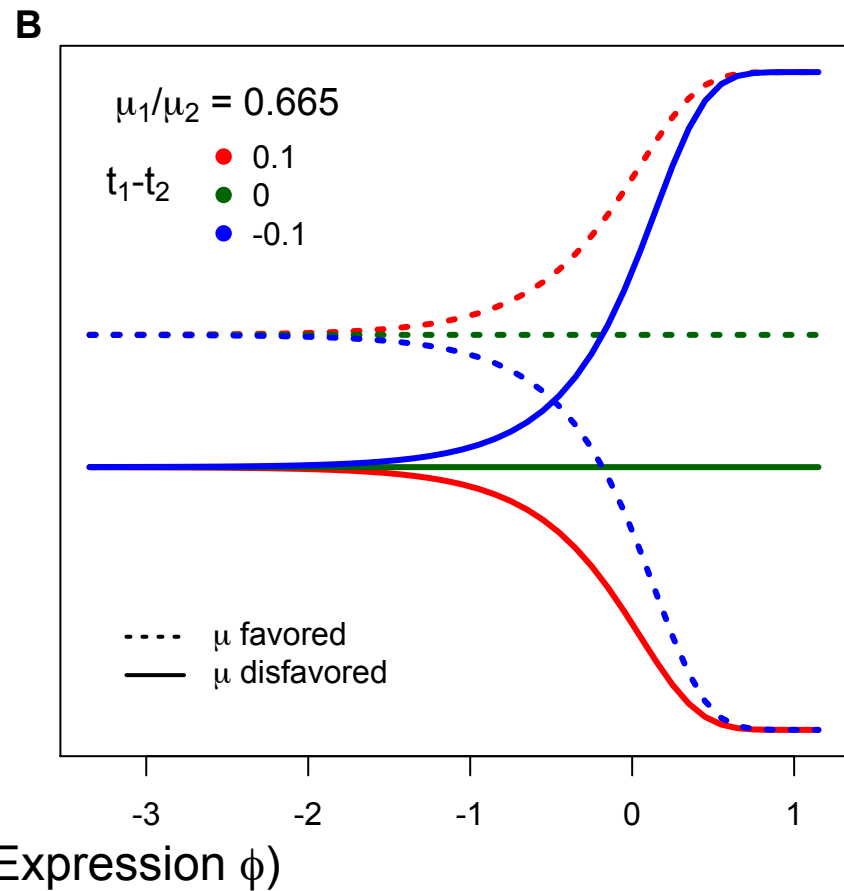 B
μ1/μ2 = 0.665
t1-t2
0.1
0
-0.1
μ favored
μ disfavored
-3 -2 -1 0 1
Expression ϕ)